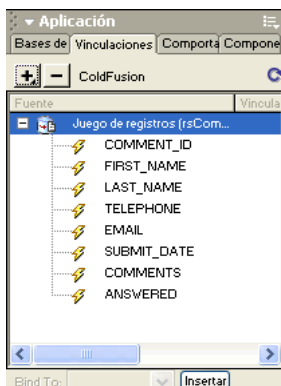 Aplicación
Bases de Vinculaciones Comporta Compone
+ − ColdFusion
Fuente Vincula
Juego de registros (rsCom...
COMMENT_ID
FIRST_NAME
LAST_NAME
TELEPHONE
EMAIL
SUBMIT_DATE
COMMENTS
ANSWERED
Bind To: Insertar